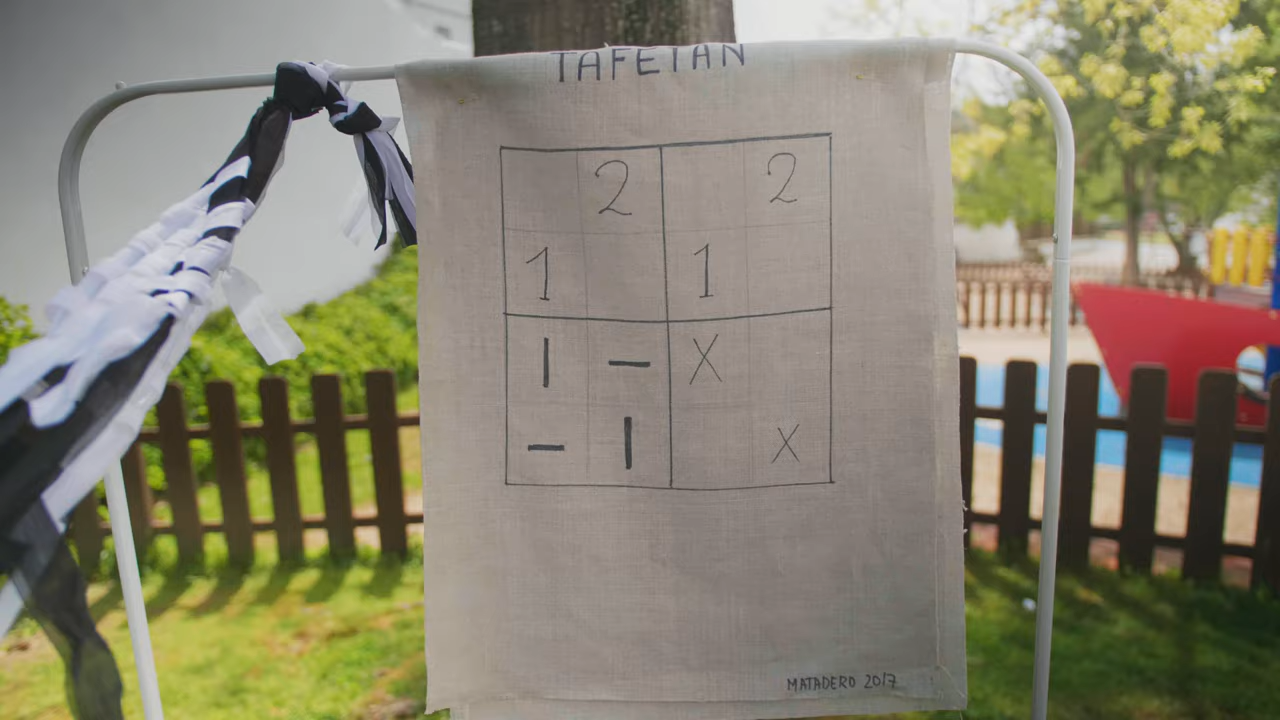 TAFETAN
2 2
1 1
| — X
— | X
MATADERO 2017